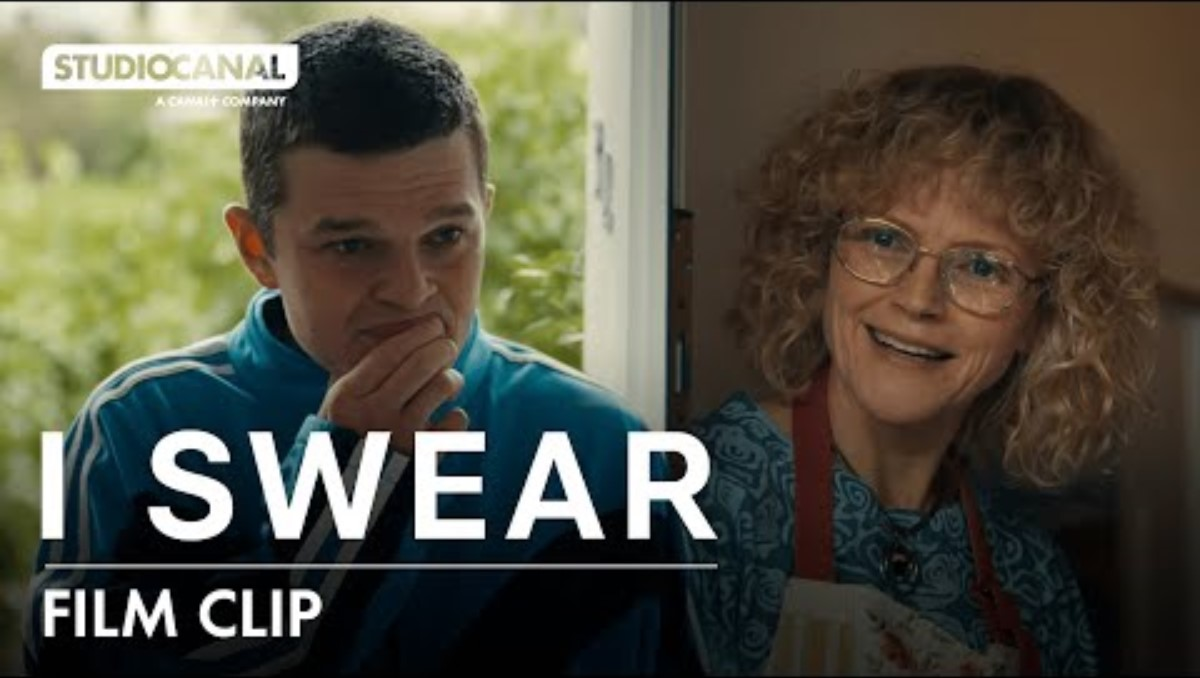 STUDIOCANAL
A CANAL+ COMPANY
I SWEAR
FILM CLIP